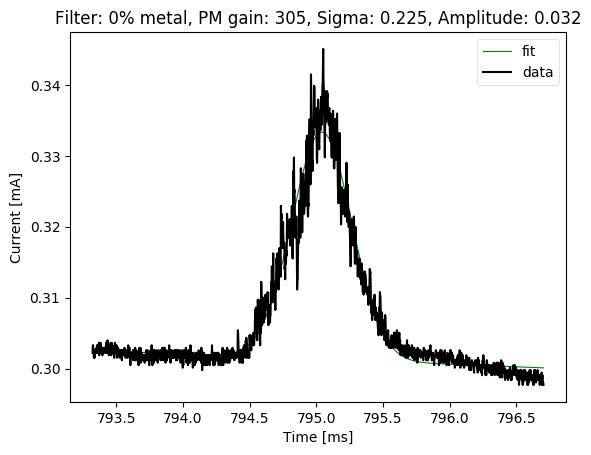 Filter: 0% metal, PM gain: 305, Sigma: 0.225, Amplitude: 0.032
fit
data
0.34
0.33
0.32
0.31
0.30
Current [mA]
793.5 794.0 794.5 795.0 795.5 796.0 796.5
Time [ms]